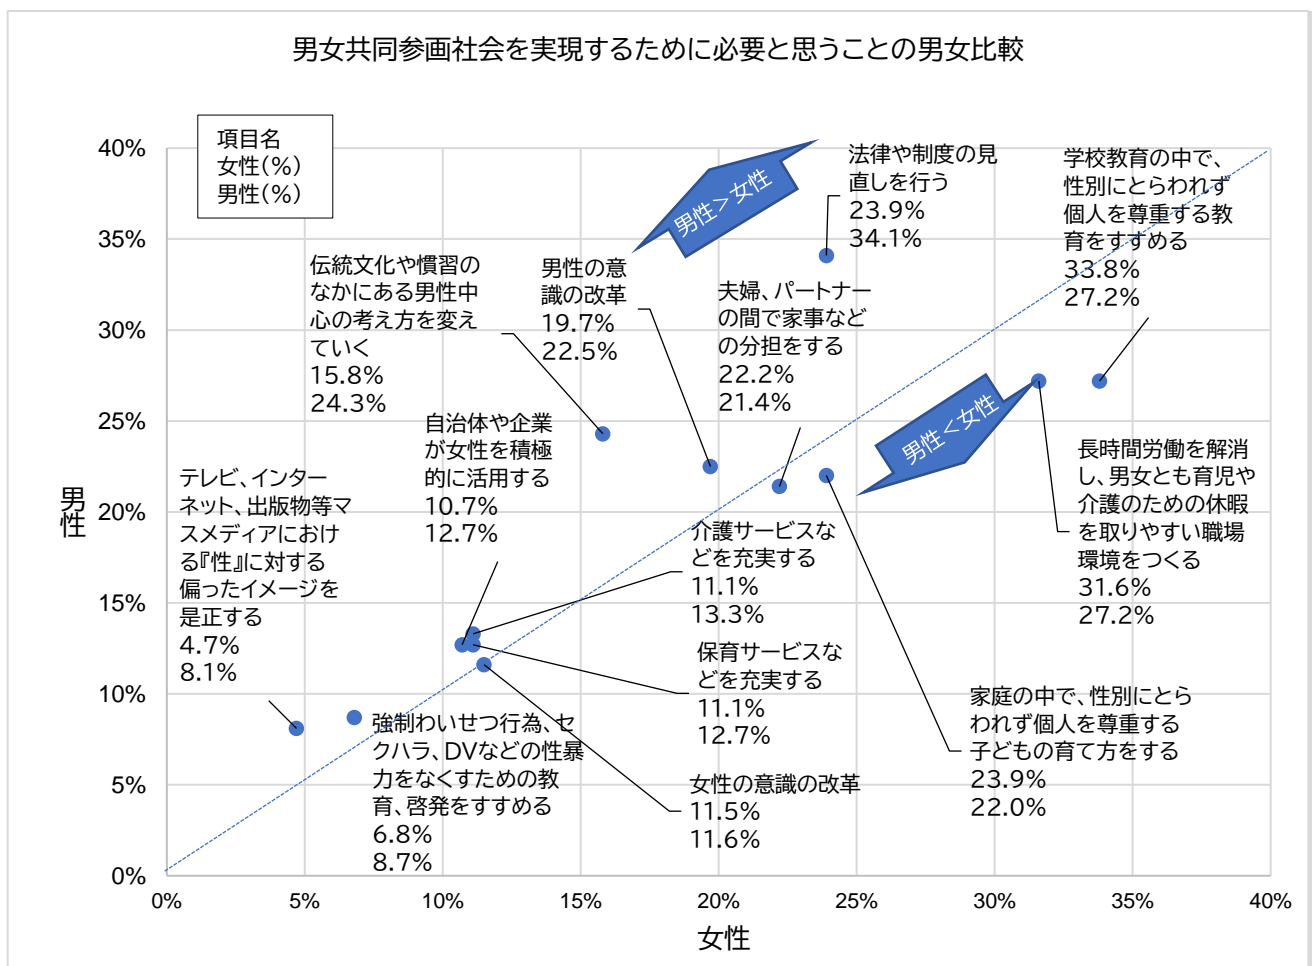 男女共同参画社会を実現するために必要と思うことの男女比較
項目名
女性(%)
男性(%)
40%
35%
30%
25%
20%
15%
10%
5%
0%
男性
男性＞女性
法律や制度の見
直しを行う
23.9%
34.1%
学校教育の中で、
性別にとらわれず
個人を尊重する教
育をすすめる
33.8%
27.2%
伝統文化や慣習の
なかにある男性中
心の考え方を変え
ていく
15.8%
24.3%
男性の意
識の改革
19.7%
22.5%
夫婦、パートナー
の間で家事など
の分担をする
22.2%
21.4%
男性＜女性
自治体や企業
が女性を積極
的に活用する
10.7%
12.7%
長時間労働を解消
し、男女とも育児や
介護のための休暇
を取りやすい職場
環境をつくる
31.6%
27.2%
テレビ、インター
ネット、出版物等マ
スメディアにおけ
る『性』に対する
偏ったイメージを
是正する
4.7%
8.1%
介護サービスな
どを充実する
11.1%
13.3%
保育サービスな
どを充実する
11.1%
12.7%
家庭の中で、性別にとら
われず個人を尊重する
子どもの育て方をする
23.9%
22.0%
強制わいせつ行為、セ
クハラ、DVなどの性暴
力をなくすための教
育、啓発をすすめる
6.8%
8.7%
女性の意識の改革
11.5%
11.6%
0%
5%
10%
15%
20%
25%
30%
35%
40%
女性